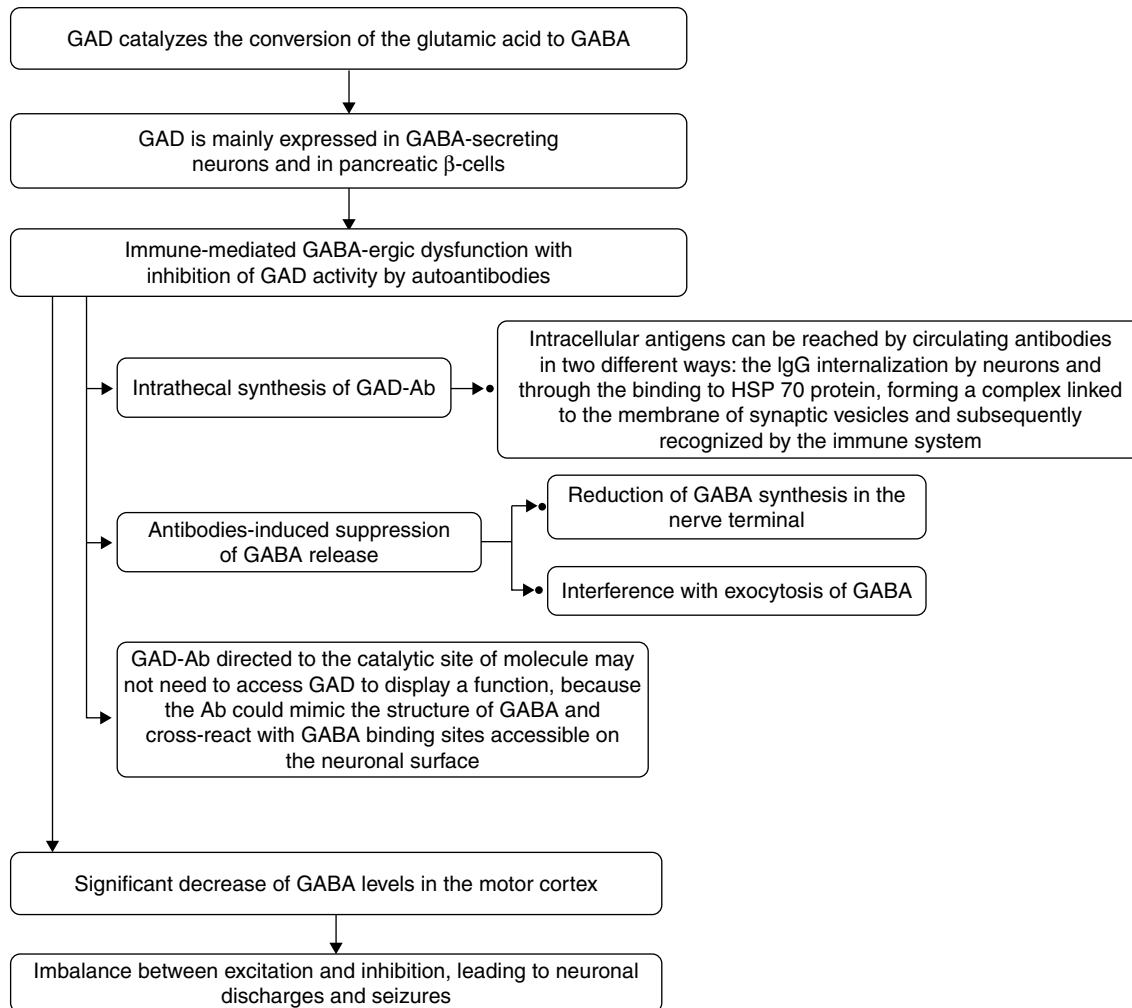 GAD catalyzes the conversion of the glutamic acid to GABA
GAD is mainly expressed in GABA-secreting
neurons and in pancreatic β-cells
Immune-mediated GABA-ergic dysfunction with
inhibition of GAD activity by autoantibodies
Intrathecal synthesis of GAD-Ab
Intracellular antigens can be reached by circulating antibodies
in two different ways: the IgG internalization by neurons and
through the binding to HSP 70 protein, forming a complex linked
to the membrane of synaptic vesicles and subsequently
recognized by the immune system
Antibodies-induced suppression
of GABA release
Reduction of GABA synthesis in the
nerve terminal
Interference with exocytosis of GABA
GAD-Ab directed to the catalytic site of molecule may
not need to access GAD to display a function, because
the Ab could mimic the structure of GABA and
cross-react with GABA binding sites accessible on
the neuronal surface
Significant decrease of GABA levels in the motor cortex
Imbalance between excitation and inhibition, leading to neuronal
discharges and seizures